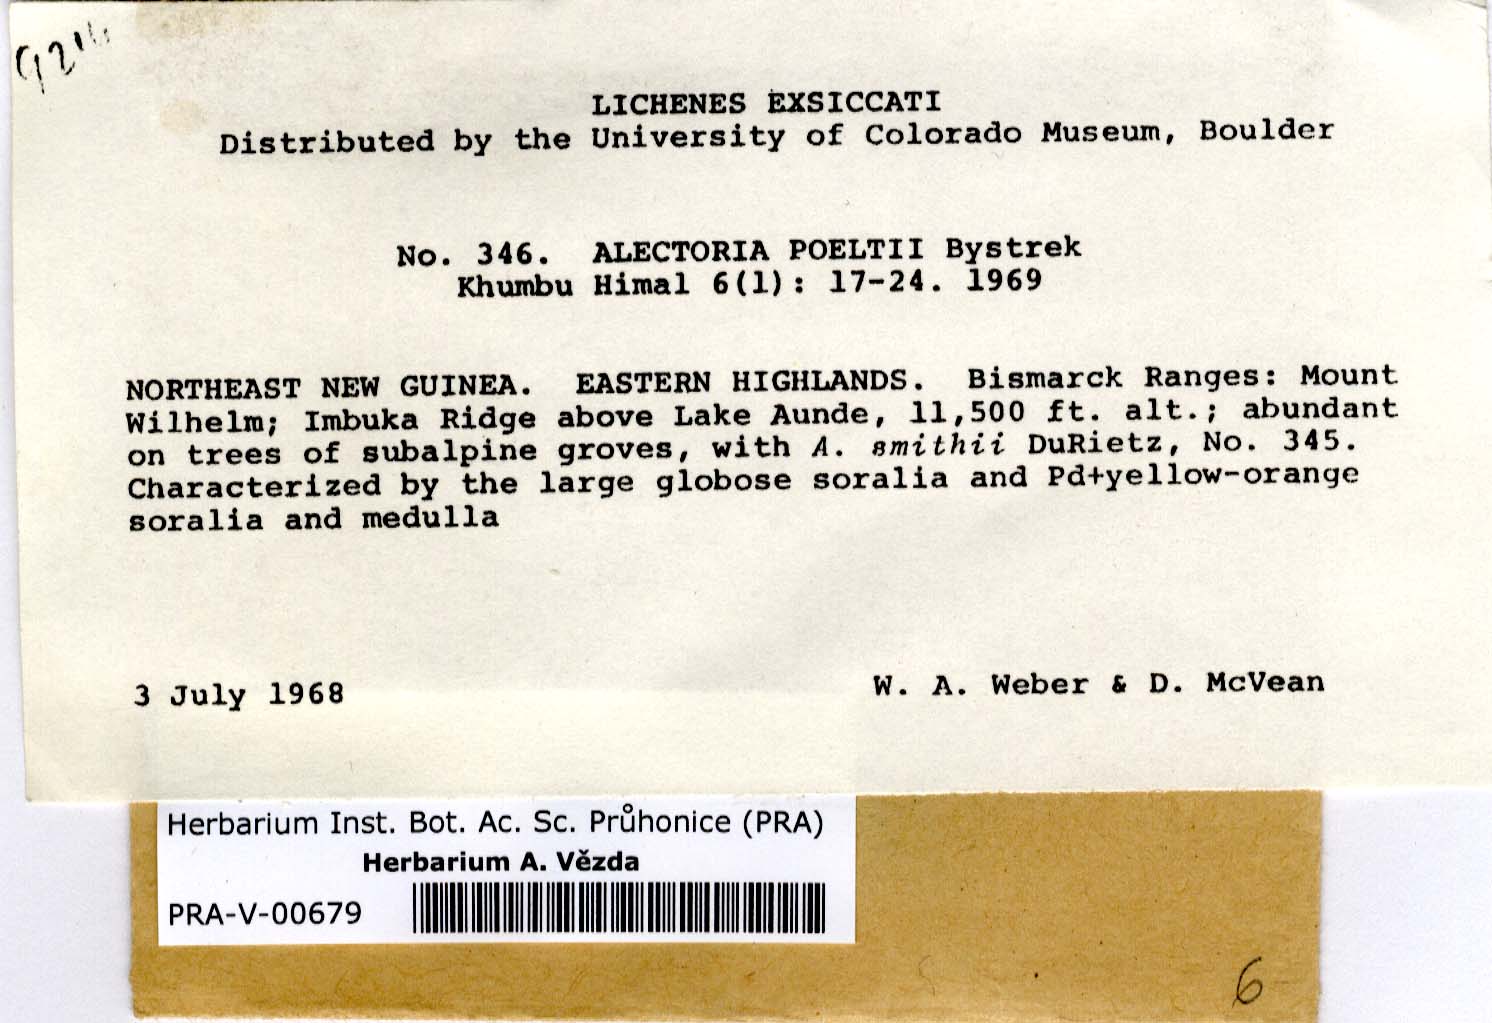 LICHENES EXSICCATI
Distributed by the University of Colorado Museum, Boulder
No. 346. ALECTORIA POELTII Bystrek
Khumbu Himal 6(1): 17-24. 1969
NORTHEAST NEW GUINEA. EASTERN HIGHLANDS. Bismarck Ranges: Mount
Wilhelm; Imbuka Ridge above Lake Aunde, 11,500 ft. alt.; abundant
on trees of subalpine groves, with A. smithii DuRietz, No. 345.
Characterized by the large globose soralia and Pd+yellow-orange
soralia and medulla
3 July 1968 W. A. Weber & D. McVean
Herbarium Inst. Bot. Ac. Sc. Průhonice (PRA)
Herbarium A. Vězda
PRA-V-00679
6